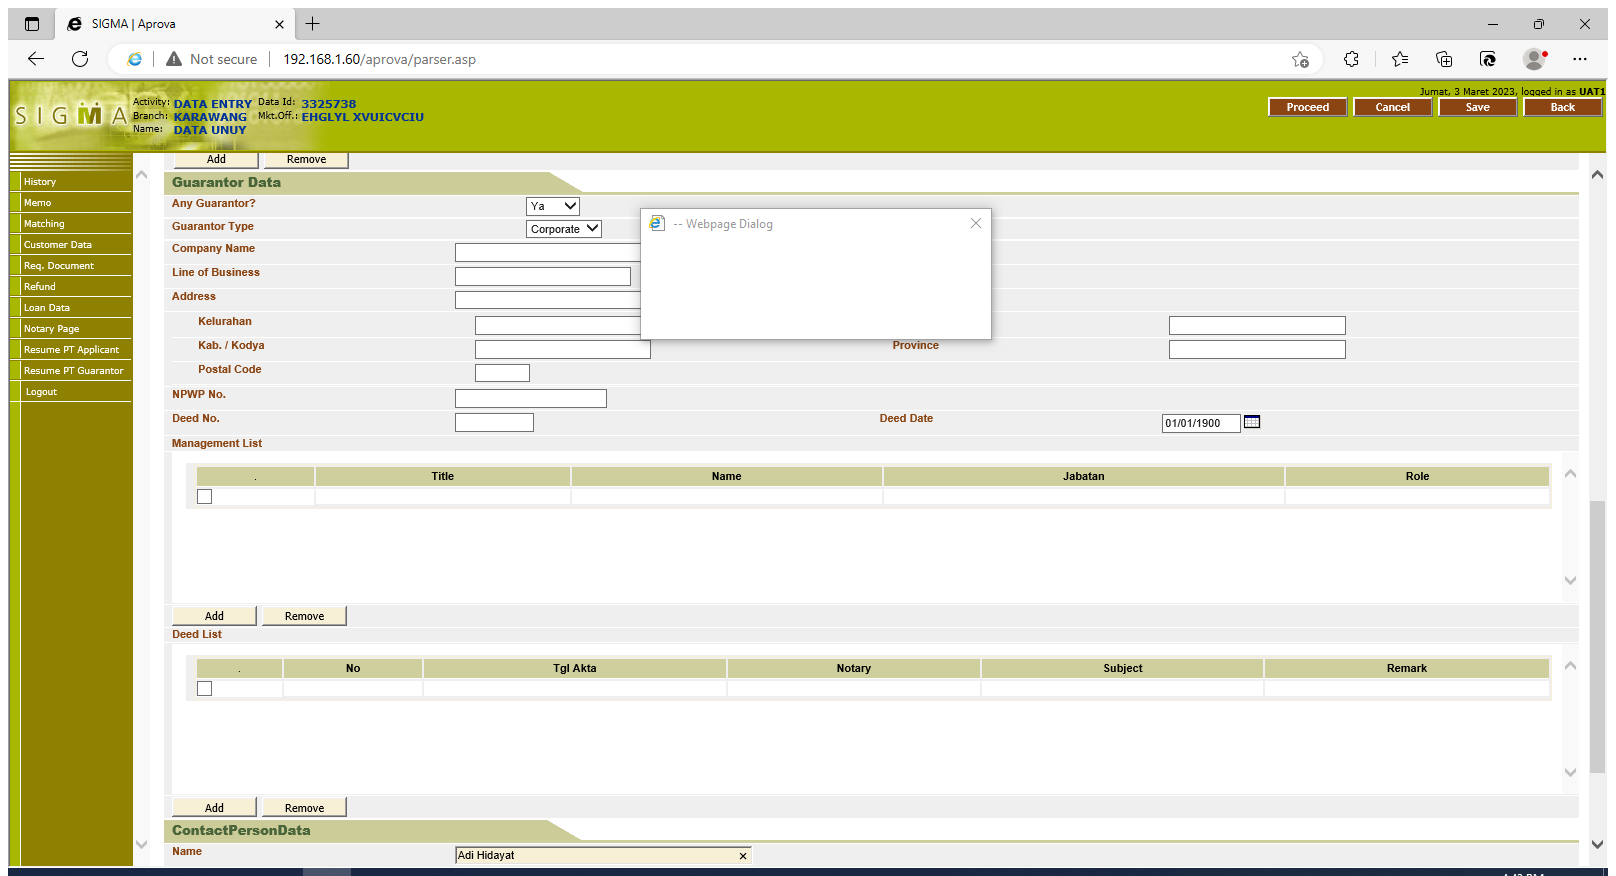 SIGMA | Aprova
Not secure
192.168.1.60/aprova/parser.asp
Jumat, 3 Maret 2023, logged in as UAT1
SIGMA
Activity: DATA ENTRY Data Id: 3325738
Branch: KARAWANG Mkt.Off.: EHGLYL XVUICVCIU
Name: DATA UNUY
Proceed Cancel Save Back
History
Memo
Matching
Customer Data
Req. Document
Refund
Loan Data
Notary Page
Resume PT Applicant
Resume PT Guarantor
Logout
Add Remove
Guarantor Data
Any Guarantor? Ya
Guarantor Type Corporate
-- Webpage Dialog
Company Name
Line of Business
Address
Kelurahan
Kab. / Kodya Province
Postal Code
NPWP No.
Deed No. Deed Date 01/01/1900
Management List
. Title Name Jabatan Role
Add Remove
Deed List
. No Tgl Akta Notary Subject Remark
Add Remove
ContactPersonData
Name Adi Hidayat